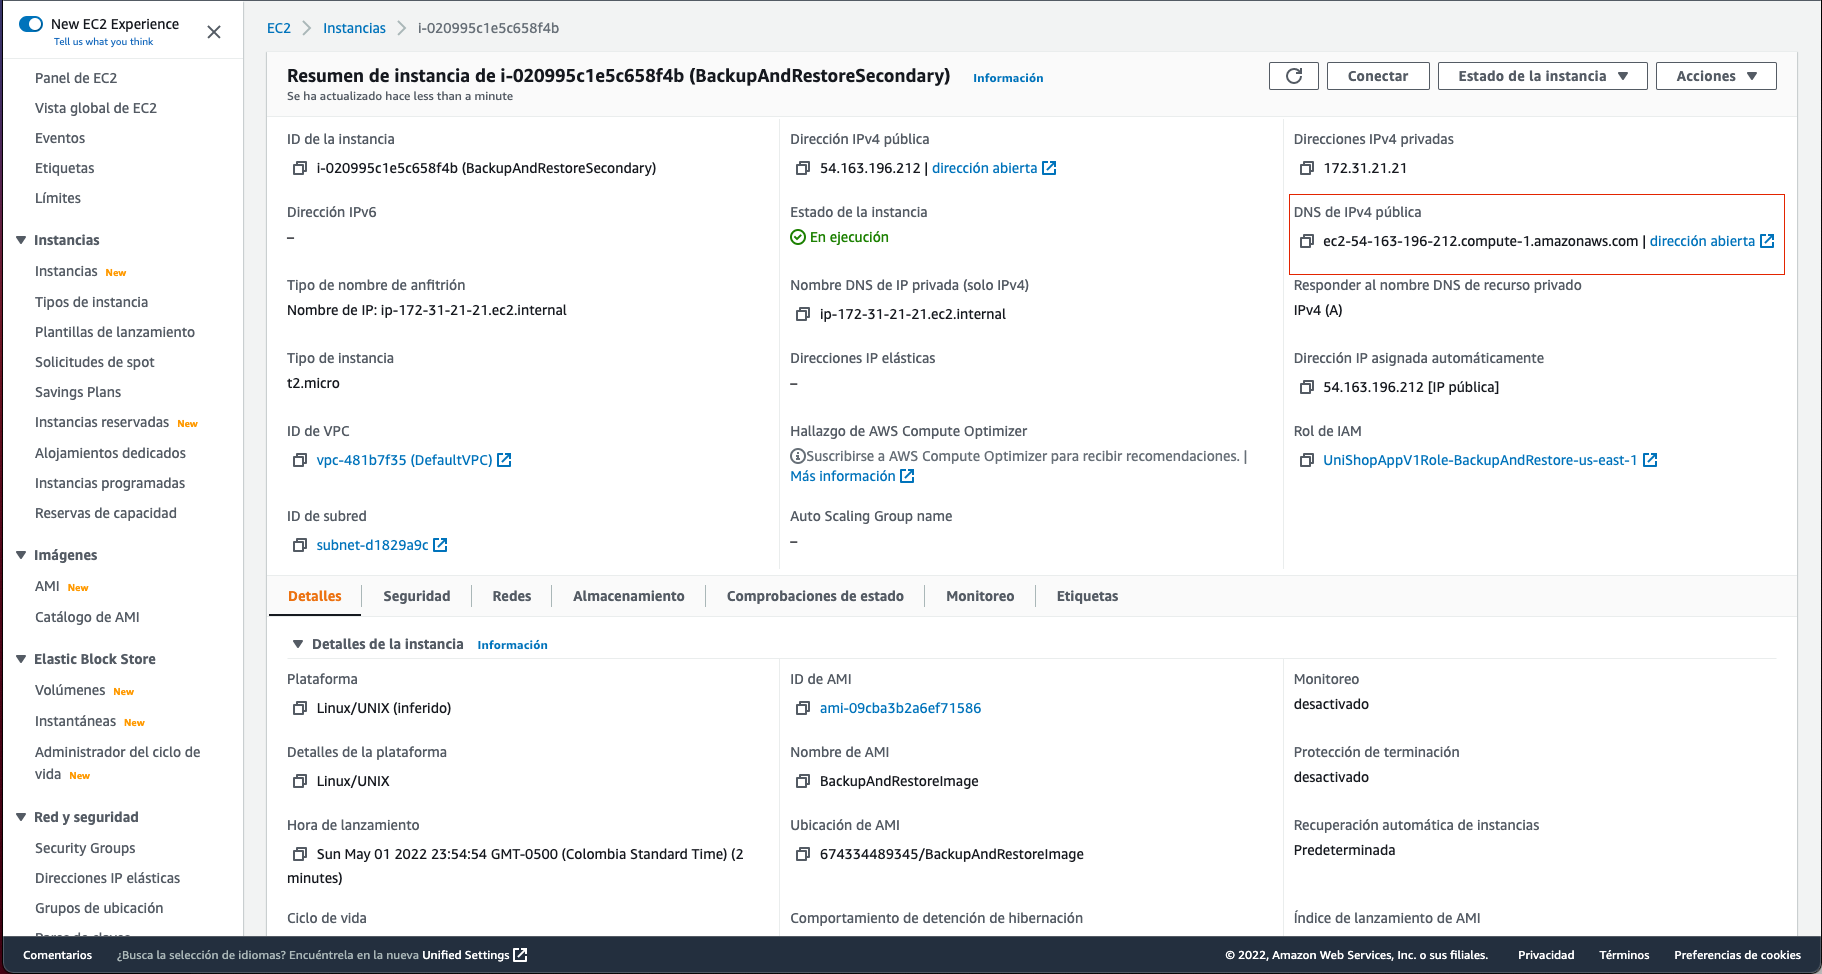 New EC2 Experience
Tell us what you think
Panel de EC2
Vista global de EC2
Eventos
Etiquetas
Límites
Instancias
Instancias New
Tipos de instancia
Plantillas de lanzamiento
Solicitudes de spot
Savings Plans
Instancias reservadas New
Alojamientos dedicados
Instancias programadas
Reservas de capacidad
Imágenes
AMI New
Catálogo de AMI
Elastic Block Store
Volúmenes New
Instantáneas New
Administrador del ciclo de
vida New
Red y seguridad
Security Groups
Direcciones IP elásticas
Grupos de ubicación
EC2 Instancias i-020995c1e5c658f4b
Resumen de instancia de i-020995c1e5c658f4b (BackupAndRestoreSecondary) Información
Se ha actualizado hace less than a minute
Conectar
Estado de la instancia
Acciones
ID de la instancia
i-020995c1e5c658f4b (BackupAndRestoreSecondary)
Dirección IPv4 pública
54.163.196.212 | dirección abierta
Direcciones IPv4 privadas
172.31.21.21
Dirección IPv6
–
Estado de la instancia
En ejecución
DNS de IPv4 pública
ec2-54-163-196-212.compute-1.amazonaws.com | dirección abierta
Tipo de nombre de anfitrión
Nombre de IP: ip-172-31-21-21.ec2.internal
Nombre DNS de IP privada (solo IPv4)
ip-172-31-21-21.ec2.internal
Responder al nombre DNS de recurso privado
IPv4 (A)
Tipo de instancia
t2.micro
Direcciones IP elásticas
–
Dirección IP asignada automáticamente
54.163.196.212 [IP pública]
ID de VPC
vpc-481b7f35 (DefaultVPC)
Hallazgo de AWS Compute Optimizer
Suscribirse a AWS Compute Optimizer para recibir recomendaciones. |
Más información
Rol de IAM
UniShopAppV1Role-BackupAndRestore-us-east-1
ID de subred
subnet-d1829a9c
Auto Scaling Group name
–
Detalles
Seguridad
Redes
Almacenamiento
Comprobaciones de estado
Monitoreo
Etiquetas
Detalles de la instancia Información
Plataforma
Linux/UNIX (inferido)
ID de AMI
ami-09cba3b2a6ef71586
Monitoreo
desactivado
Detalles de la plataforma
Linux/UNIX
Nombre de AMI
BackupAndRestoreImage
Protección de terminación
desactivado
Hora de lanzamiento
Sun May 01 2022 23:54:54 GMT-0500 (Colombia Standard Time) (2
minutes)
Ubicación de AMI
674334489345/BackupAndRestoreImage
Recuperación automática de instancias
Predeterminada
Ciclo de vida
Comportamiento de detención de hibernación
Índice de lanzamiento de AMI
Comentarios
¿Busca la selección de idiomas? Encuéntrela en la nueva Unified Settings
© 2022, Amazon Web Services, Inc. o sus filiales.
Privacidad
Términos
Preferencias de cookies